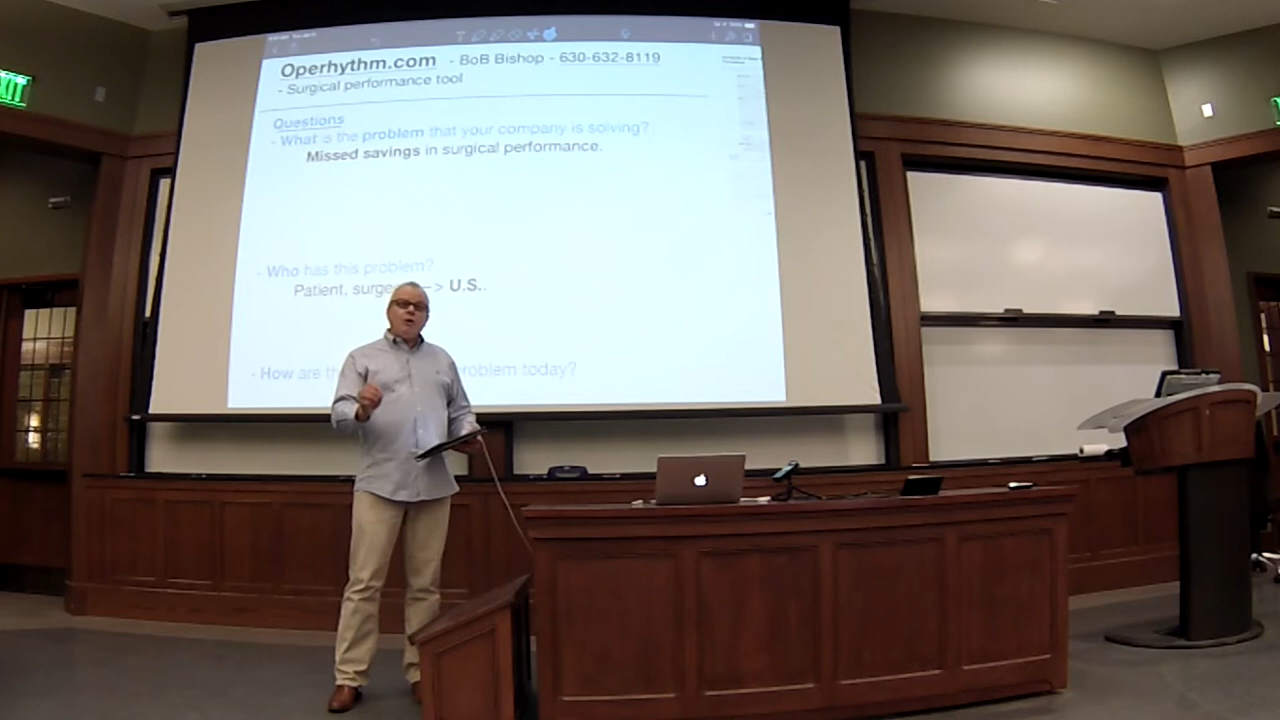 EXIT
Operhythm.com - BoB Bishop - 630-632-8119
- Surgical performance tool
Questions
- What is the problem that your company is solving?
Missed savings in surgical performance.
- Who has this problem?
Patient, surge > U.S.
- How are th roblem today?